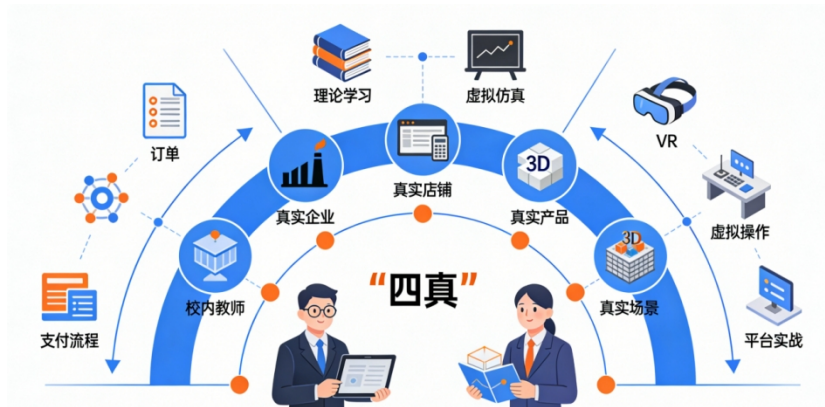 理论学习
虚拟仿真
订单
VR
真实店铺
3D
真实企业
真实产品
3D
虚拟操作
校内教师
“四真”
真实场景
支付流程
平台实战